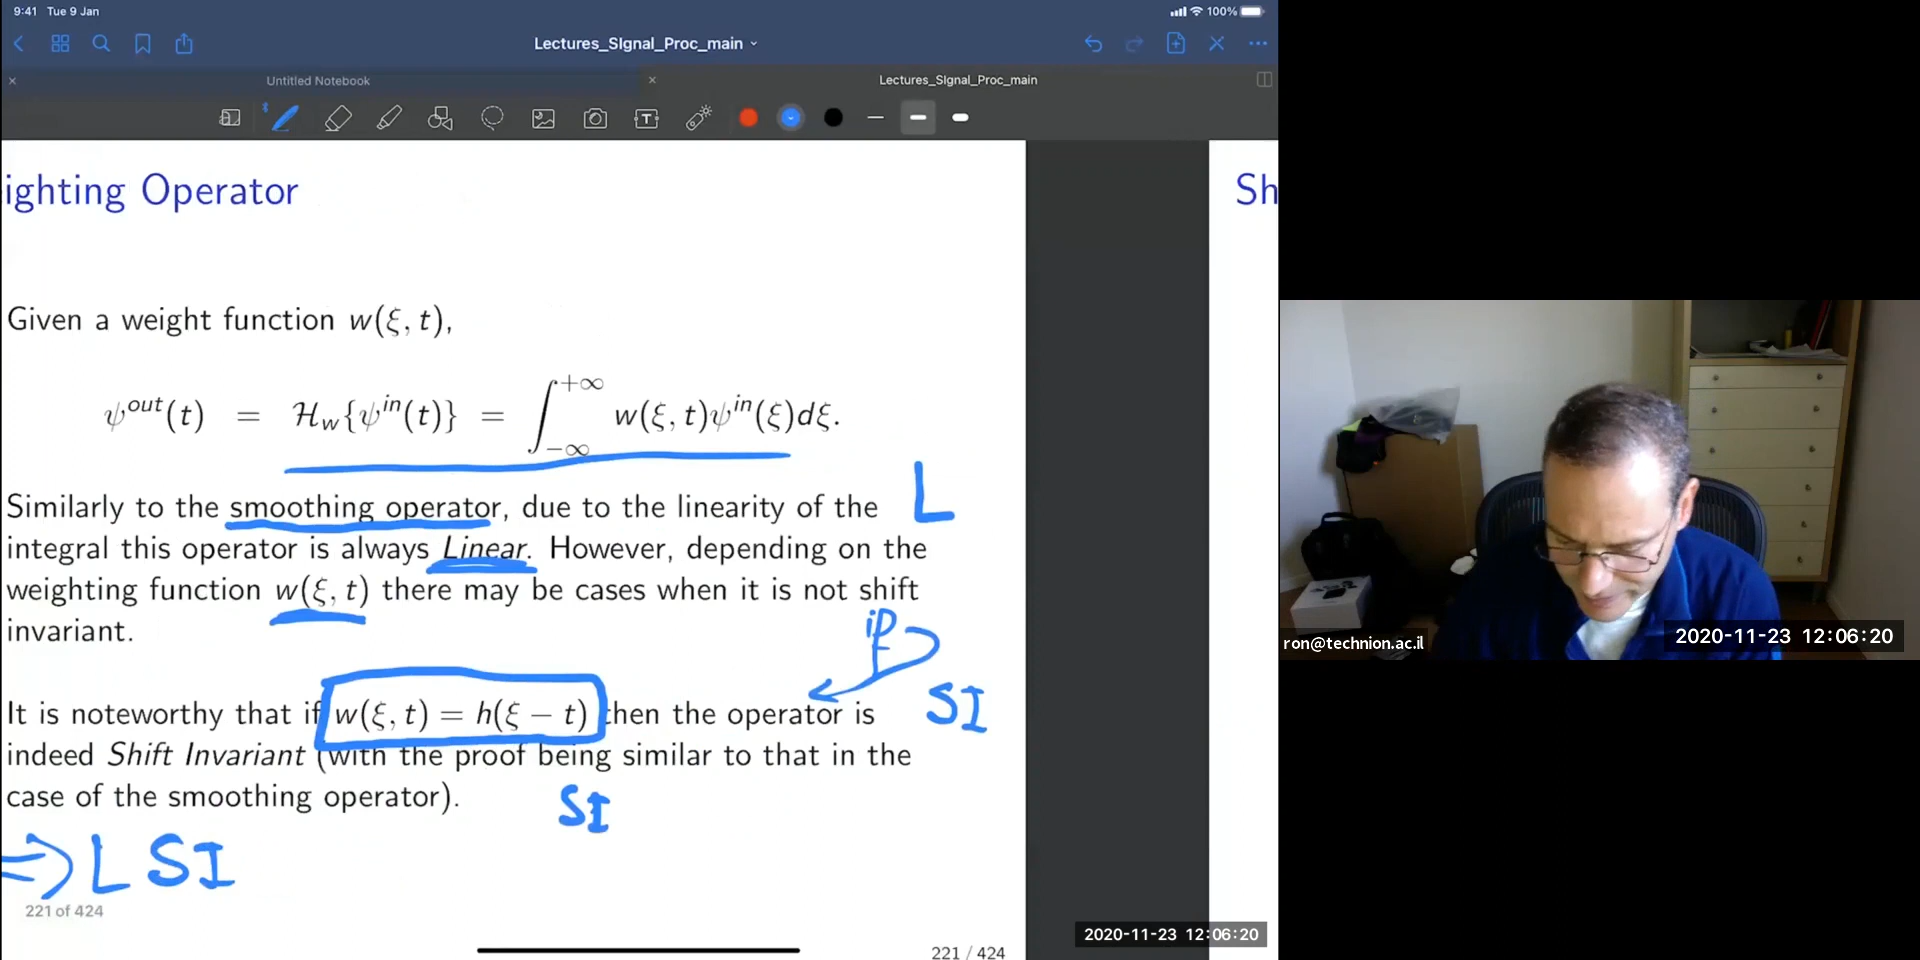 9:41 Tue 9 Jan
100%
Lectures_SIgnal_Proc_main
Untitled Notebook
Lectures_SIgnal_Proc_main
ighting Operator
Sh
Given a weight function w(ξ, t),
ψ^{out}(t) = ℋ_w{ψ^{in}(t)} = ∫_{−∞}^{+∞} w(ξ, t)ψ^{in}(ξ)dξ.
Similarly to the smoothing operator, due to the linearity of the
L
integral this operator is always Linear. However, depending on the
weighting function w(ξ, t) there may be cases when it is not shift
invariant.
SI
It is noteworthy that if w(ξ, t) = h(ξ − t) then the operator is
indeed Shift Invariant (with the proof being similar to that in the
case of the smoothing operator).
SI
⇒ L SI
221 of 424
221 / 424
2020-11-23 12:06:20
ron@technion.ac.il
2020-11-23 12:06:20